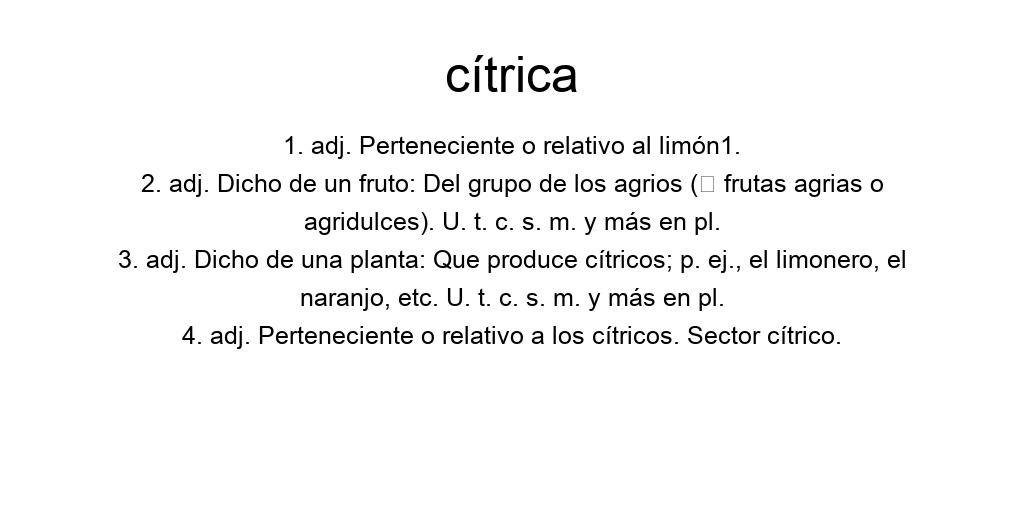 cítrica
1. adj. Perteneciente o relativo al limón1.
2. adj. Dicho de un fruto: Del grupo de los agrios (□ frutas agrias o
agridulces). U. t. c. s. m. y más en pl.
3. adj. Dicho de una planta: Que produce cítricos; p. ej., el limonero, el
naranjo, etc. U. t. c. s. m. y más en pl.
4. adj. Perteneciente o relativo a los cítricos. Sector cítrico.